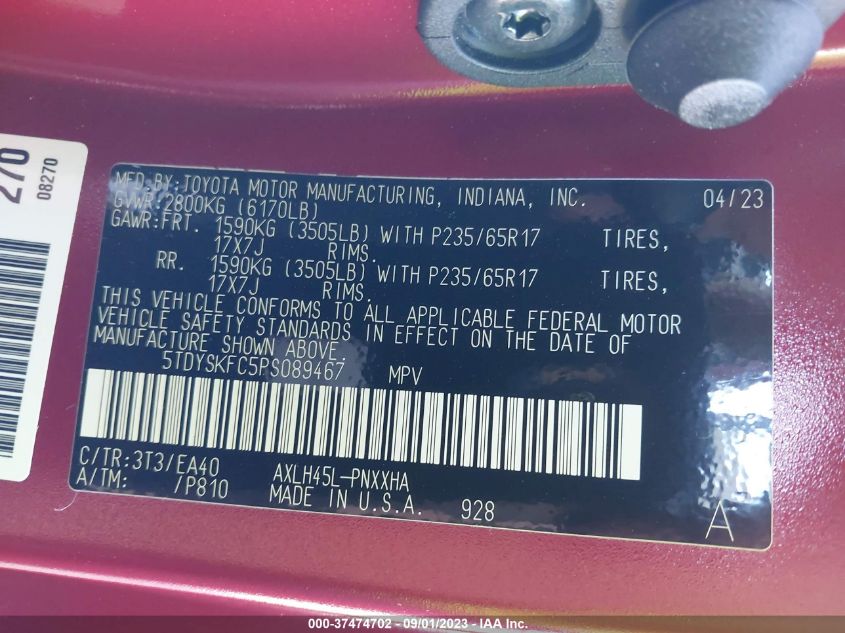 270
08270
MFD.BY:TOYOTA MOTOR MANUFACTURING, INDIANA, INC. 04/23
GVWR:2800KG (6170LB)
GAWR:FRT. 1590KG (3505LB) WITH P235/65R17 TIRES,
17X7J RIMS.
RR. 1590KG (3505LB) WITH P235/65R17 TIRES,
17X7J RIMS.
THIS VEHICLE CONFORMS TO ALL APPLICABLE FEDERAL MOTOR
VEHICLE SAFETY STANDARDS IN EFFECT ON THE DATE OF
MANUFACTURE SHOWN ABOVE.
5TDYSKFC5PS089467 MPV
C/TR:3T3/EA40 AXLH45L-PNXXHA
A/TM: /P810 MADE IN U.S.A. 928 A
000-37474702 - 09/01/2023 - IAA Inc.